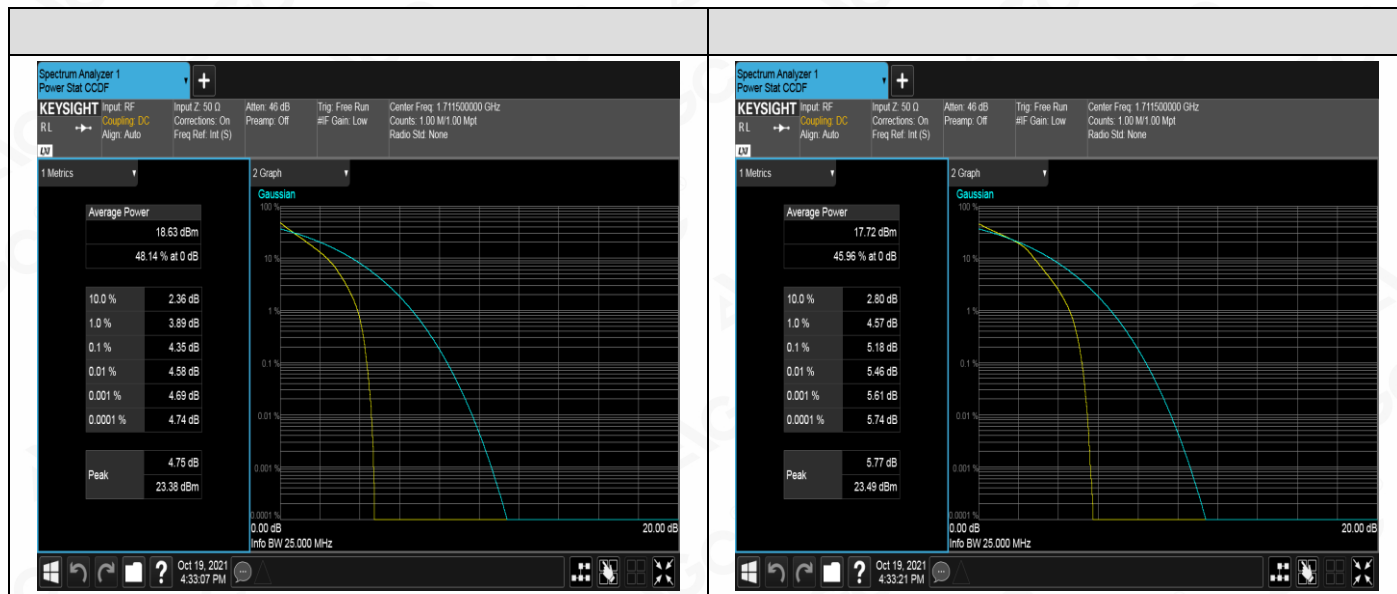 Spectrum Analyzer 1
Power Stat CCDF
+
KEYSIGHT
RL
LXI
Input: RF
Coupling: DC
Align: Auto
Input Z: 50 Ω
Corrections: On
Freq Ref: Int (S)
Atten: 46 dB
Preamp: Off
Trig: Free Run
#IF Gain: Low
Center Freq: 1.711500000 GHz
Counts: 1.00 M/1.00 Mpt
Radio Std: None
1 Metrics
Average Power
18.63 dBm
48.14 % at 0 dB
10.0 % 2.36 dB
1.0 % 3.89 dB
0.1 % 4.35 dB
0.01 % 4.58 dB
0.001 % 4.69 dB
0.0001 % 4.74 dB
Peak
4.75 dB
23.38 dBm
2 Graph
Gaussian
100 %
10 %
1 %
0.1 %
0.01 %
0.001 %
0.0001 %
0.00 dB 20.00 dB
Info BW 25.000 MHz
?
Oct 19, 2021
4:33:07 PM
Spectrum Analyzer 1
Power Stat CCDF
+
KEYSIGHT
RL
LXI
Input: RF
Coupling: DC
Align: Auto
Input Z: 50 Ω
Corrections: On
Freq Ref: Int (S)
Atten: 46 dB
Preamp: Off
Trig: Free Run
#IF Gain: Low
Center Freq: 1.711500000 GHz
Counts: 1.00 M/1.00 Mpt
Radio Std: None
1 Metrics
Average Power
17.72 dBm
45.96 % at 0 dB
10.0 % 2.80 dB
1.0 % 4.57 dB
0.1 % 5.18 dB
0.01 % 5.46 dB
0.001 % 5.61 dB
0.0001 % 5.74 dB
Peak
5.77 dB
23.49 dBm
2 Graph
Gaussian
100 %
10 %
1 %
0.1 %
0.01 %
0.001 %
0.0001 %
0.00 dB 20.00 dB
Info BW 25.000 MHz
?
Oct 19, 2021
4:33:21 PM